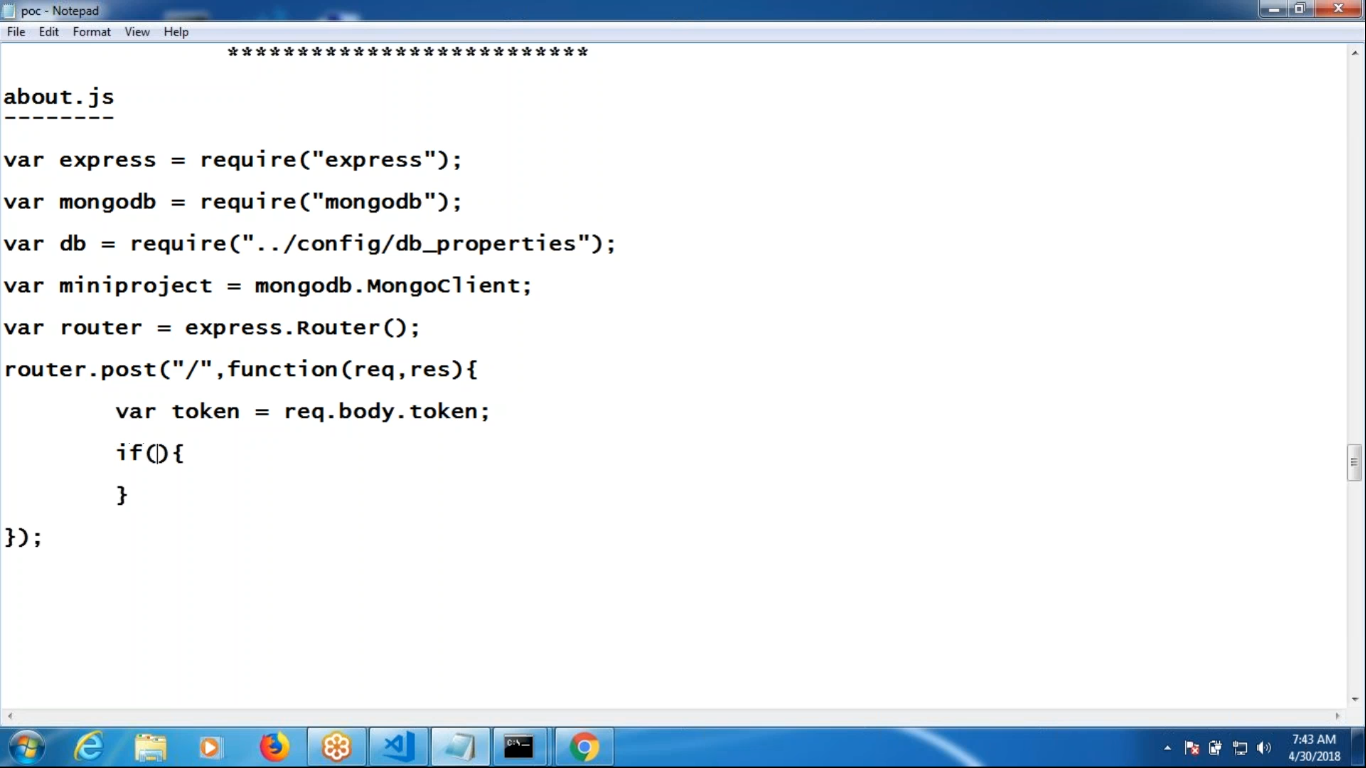 poc - Notepad
File Edit Format View Help
**************************
about.js
--------
var express = require("express");
var mongodb = require("mongodb");
var db = require("../config/db_properties");
var miniproject = mongodb.MongoClient;
var router = express.Router();
router.post("/",function(req,res){
var token = req.body.token;
if(){
}
});
7:43 AM
4/30/2018